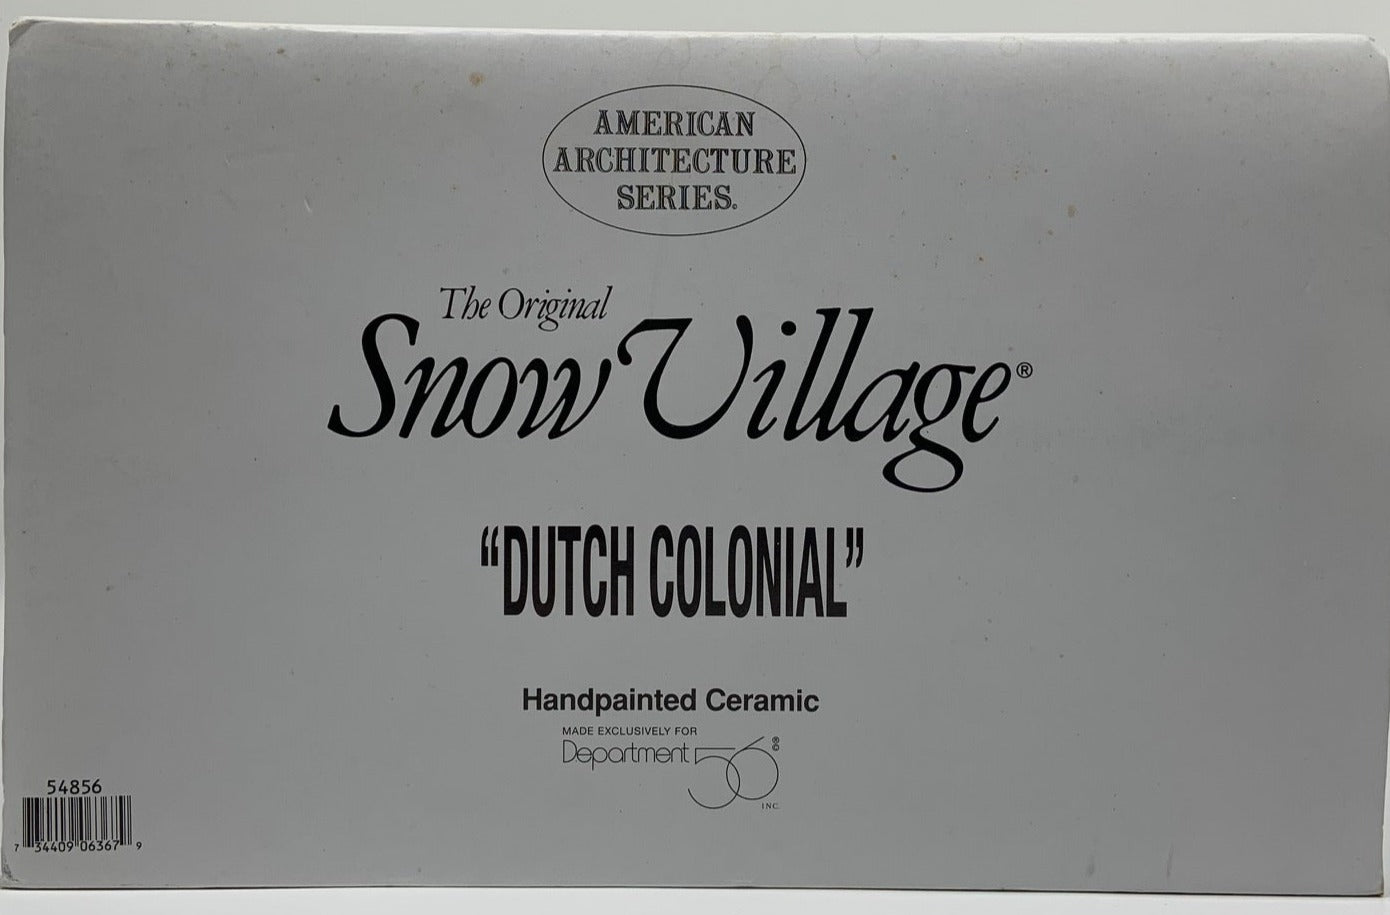 AMERICAN
ARCHITECTURE
SERIES.
The Original
Snow Village®
“DUTCH COLONIAL”
Handpainted Ceramic
MADE EXCLUSIVELY FOR
Department 56 ®
INC.
54856
7 34409 06367 9